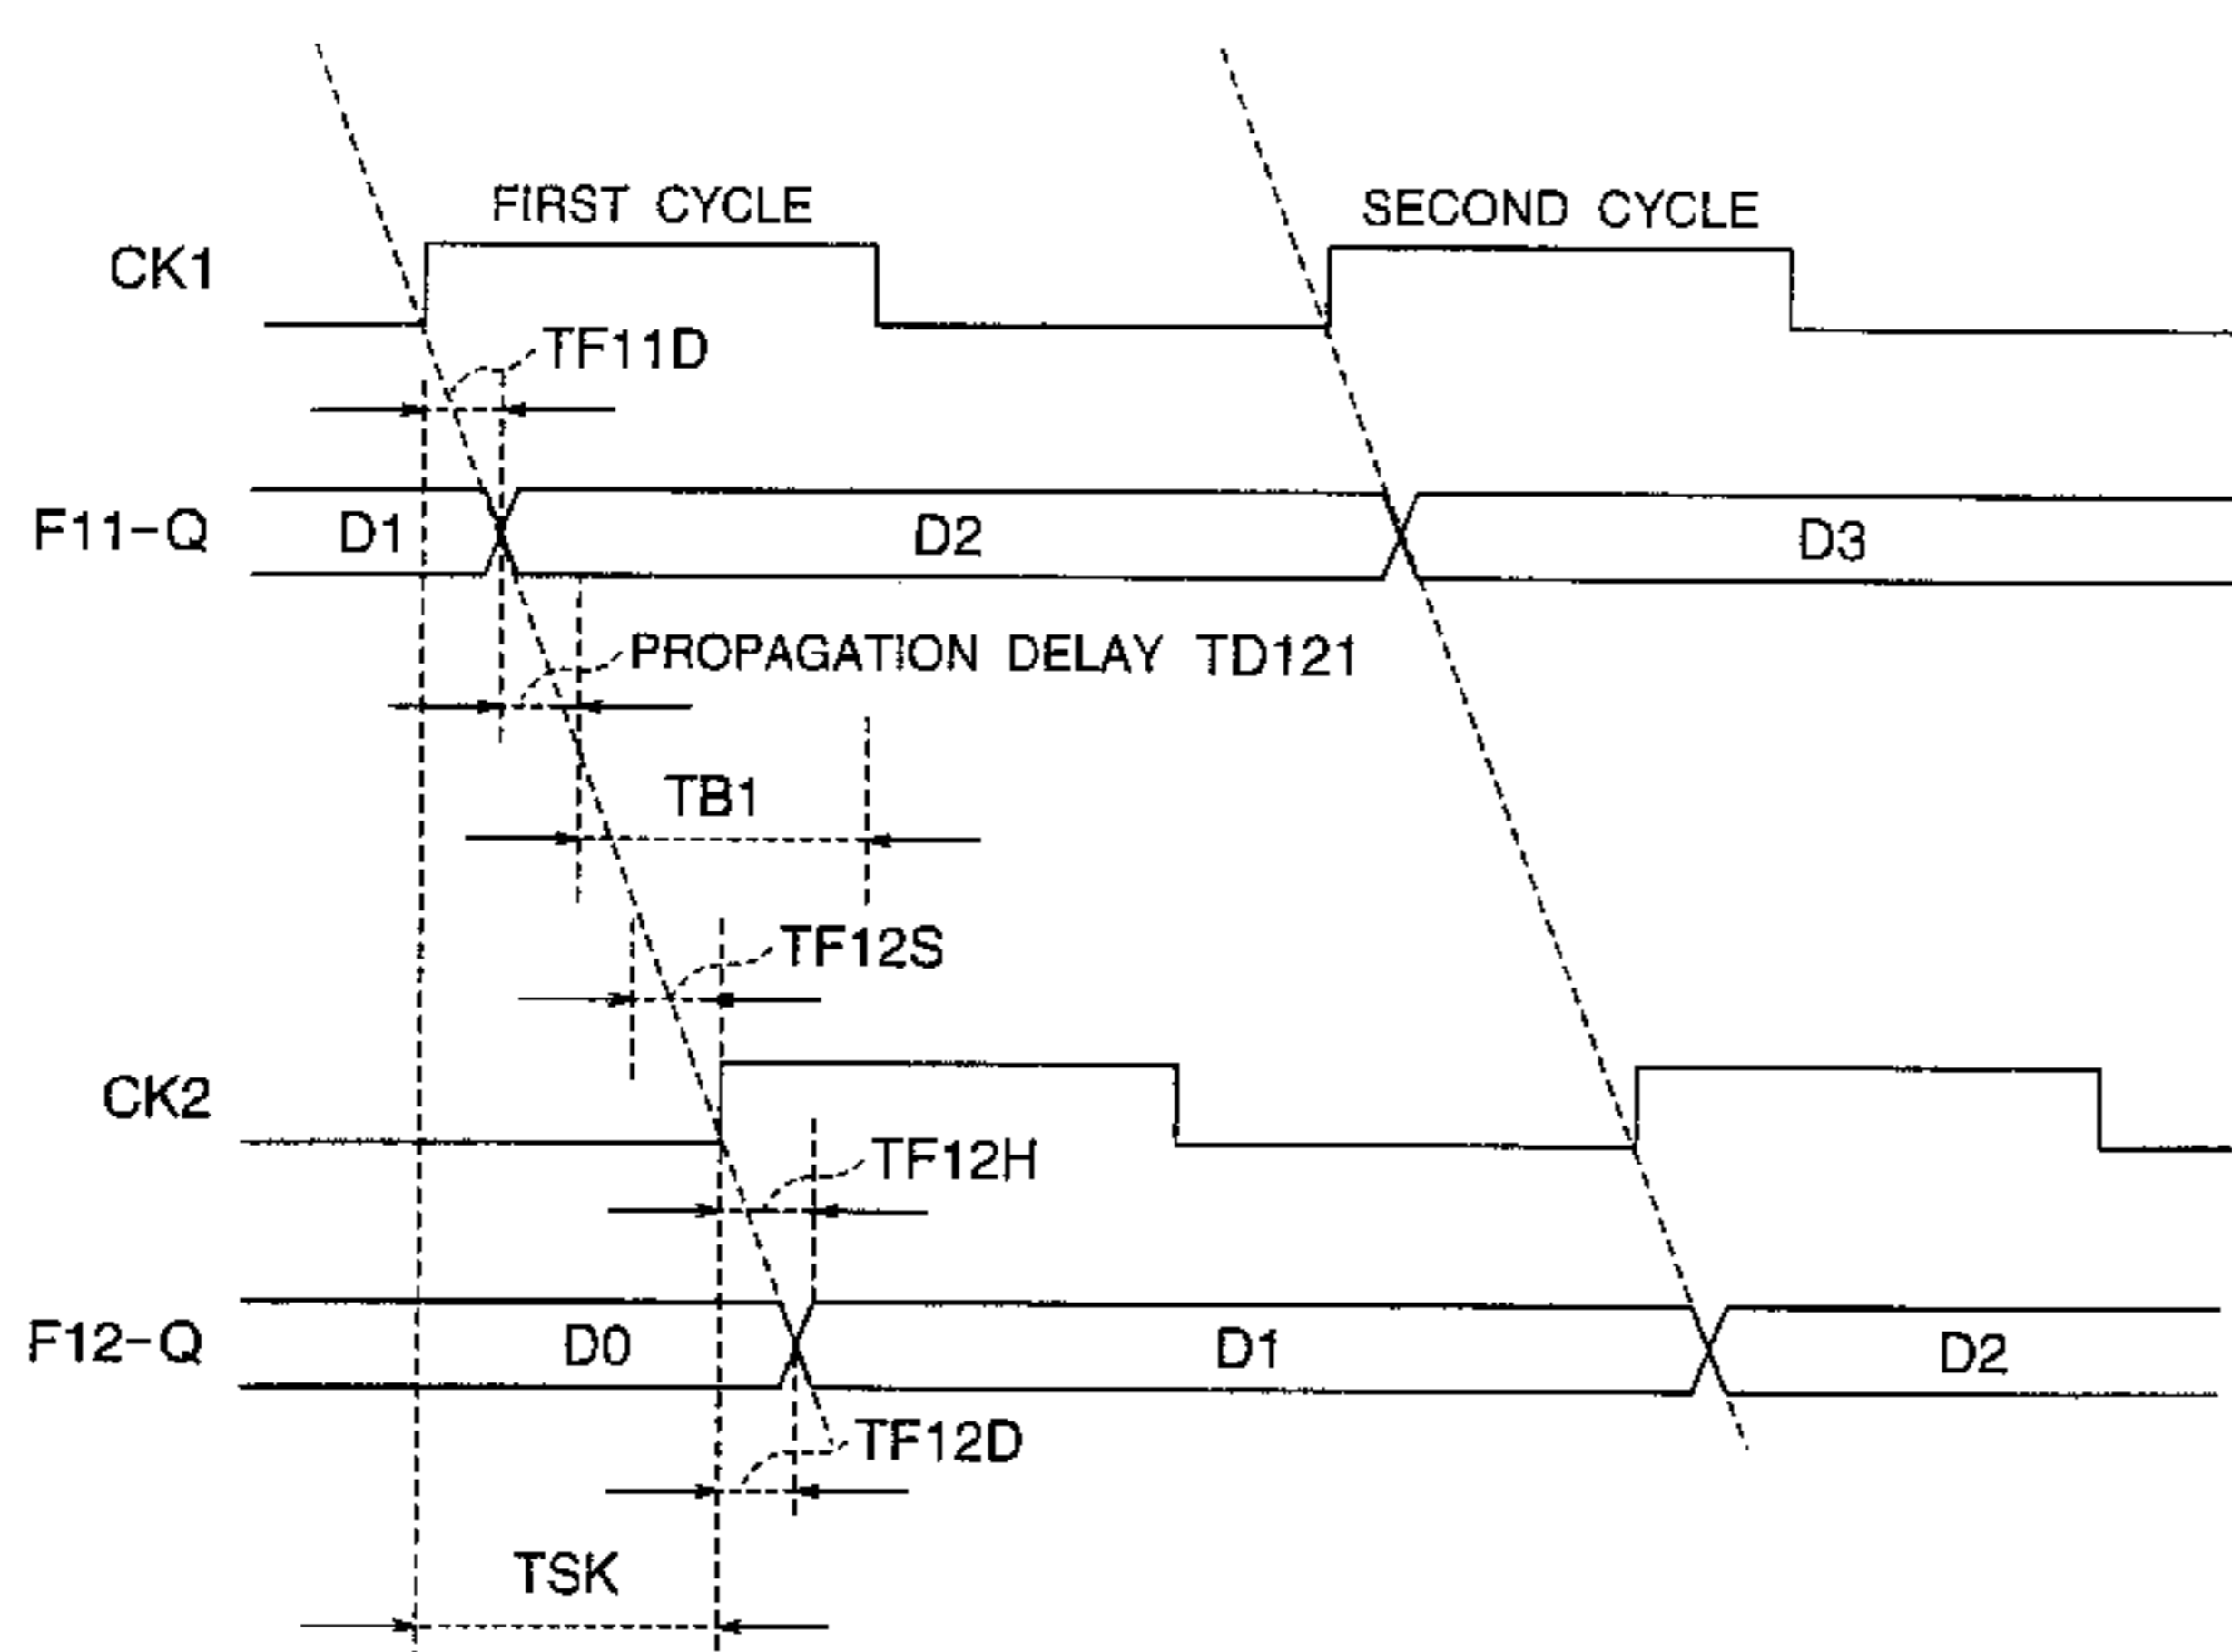 FIRST CYCLE
SECOND CYCLE
CK1
TF11D
F11-Q
D1
D2
D3
PROPAGATION DELAY TD121
TB1
TF12S
CK2
TF12H
F12-Q
D0
D1
D2
TF12D
TSK